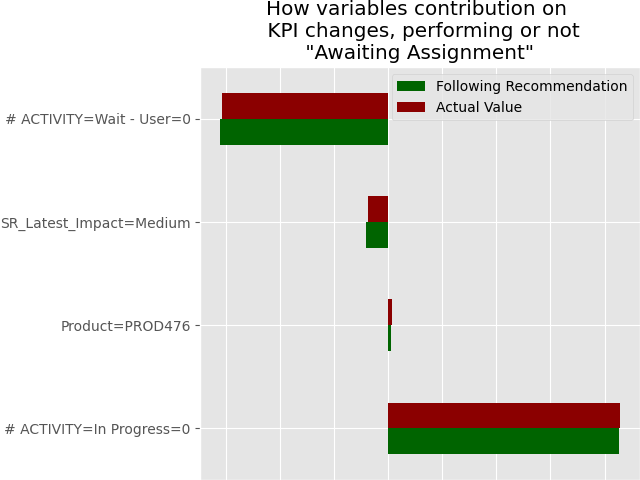 How variables contribution on
KPI changes, performing or not
"Awaiting Assignment"
Following Recommendation
Actual Value
# ACTIVITY=Wait - User=0
SR_Latest_Impact=Medium
Product=PROD476
# ACTIVITY=In Progress=0